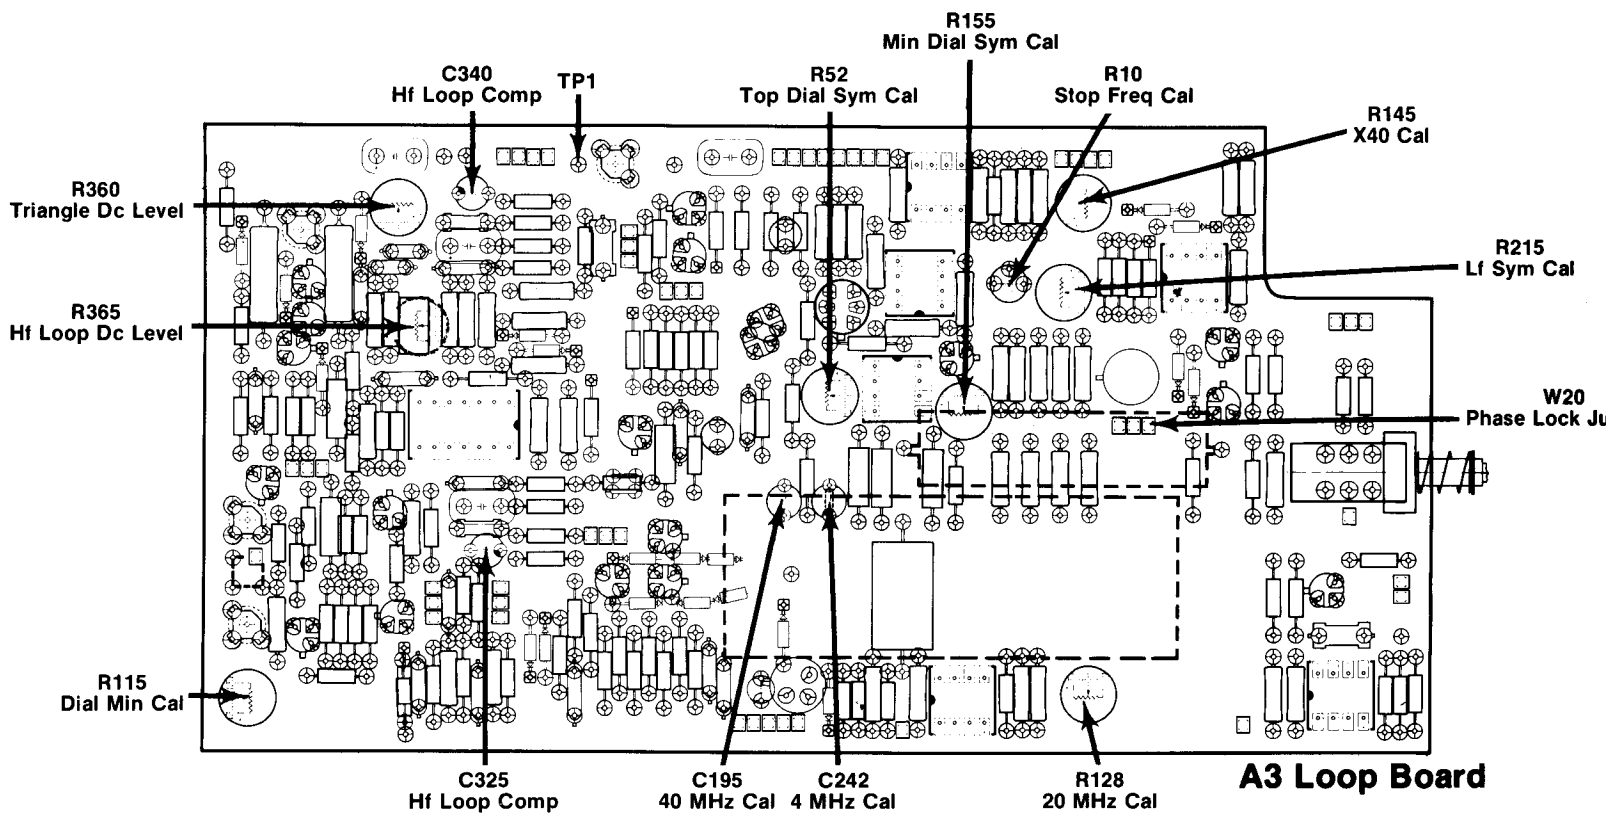 R155
Min Dial Sym Cal
C340
Hf Loop Comp
TP1
R52
Top Dial Sym Cal
R10
Stop Freq Cal
R145
X40 Cal
R360
Triangle Dc Level
R215
Lf Sym Cal
R365
Hf Loop Dc Level
W20
Phase Lock Ju
R115
Dial Min Cal
C325
Hf Loop Comp
C195
40 MHz Cal
C242
4 MHz Cal
R128
20 MHz Cal
A3 Loop Board